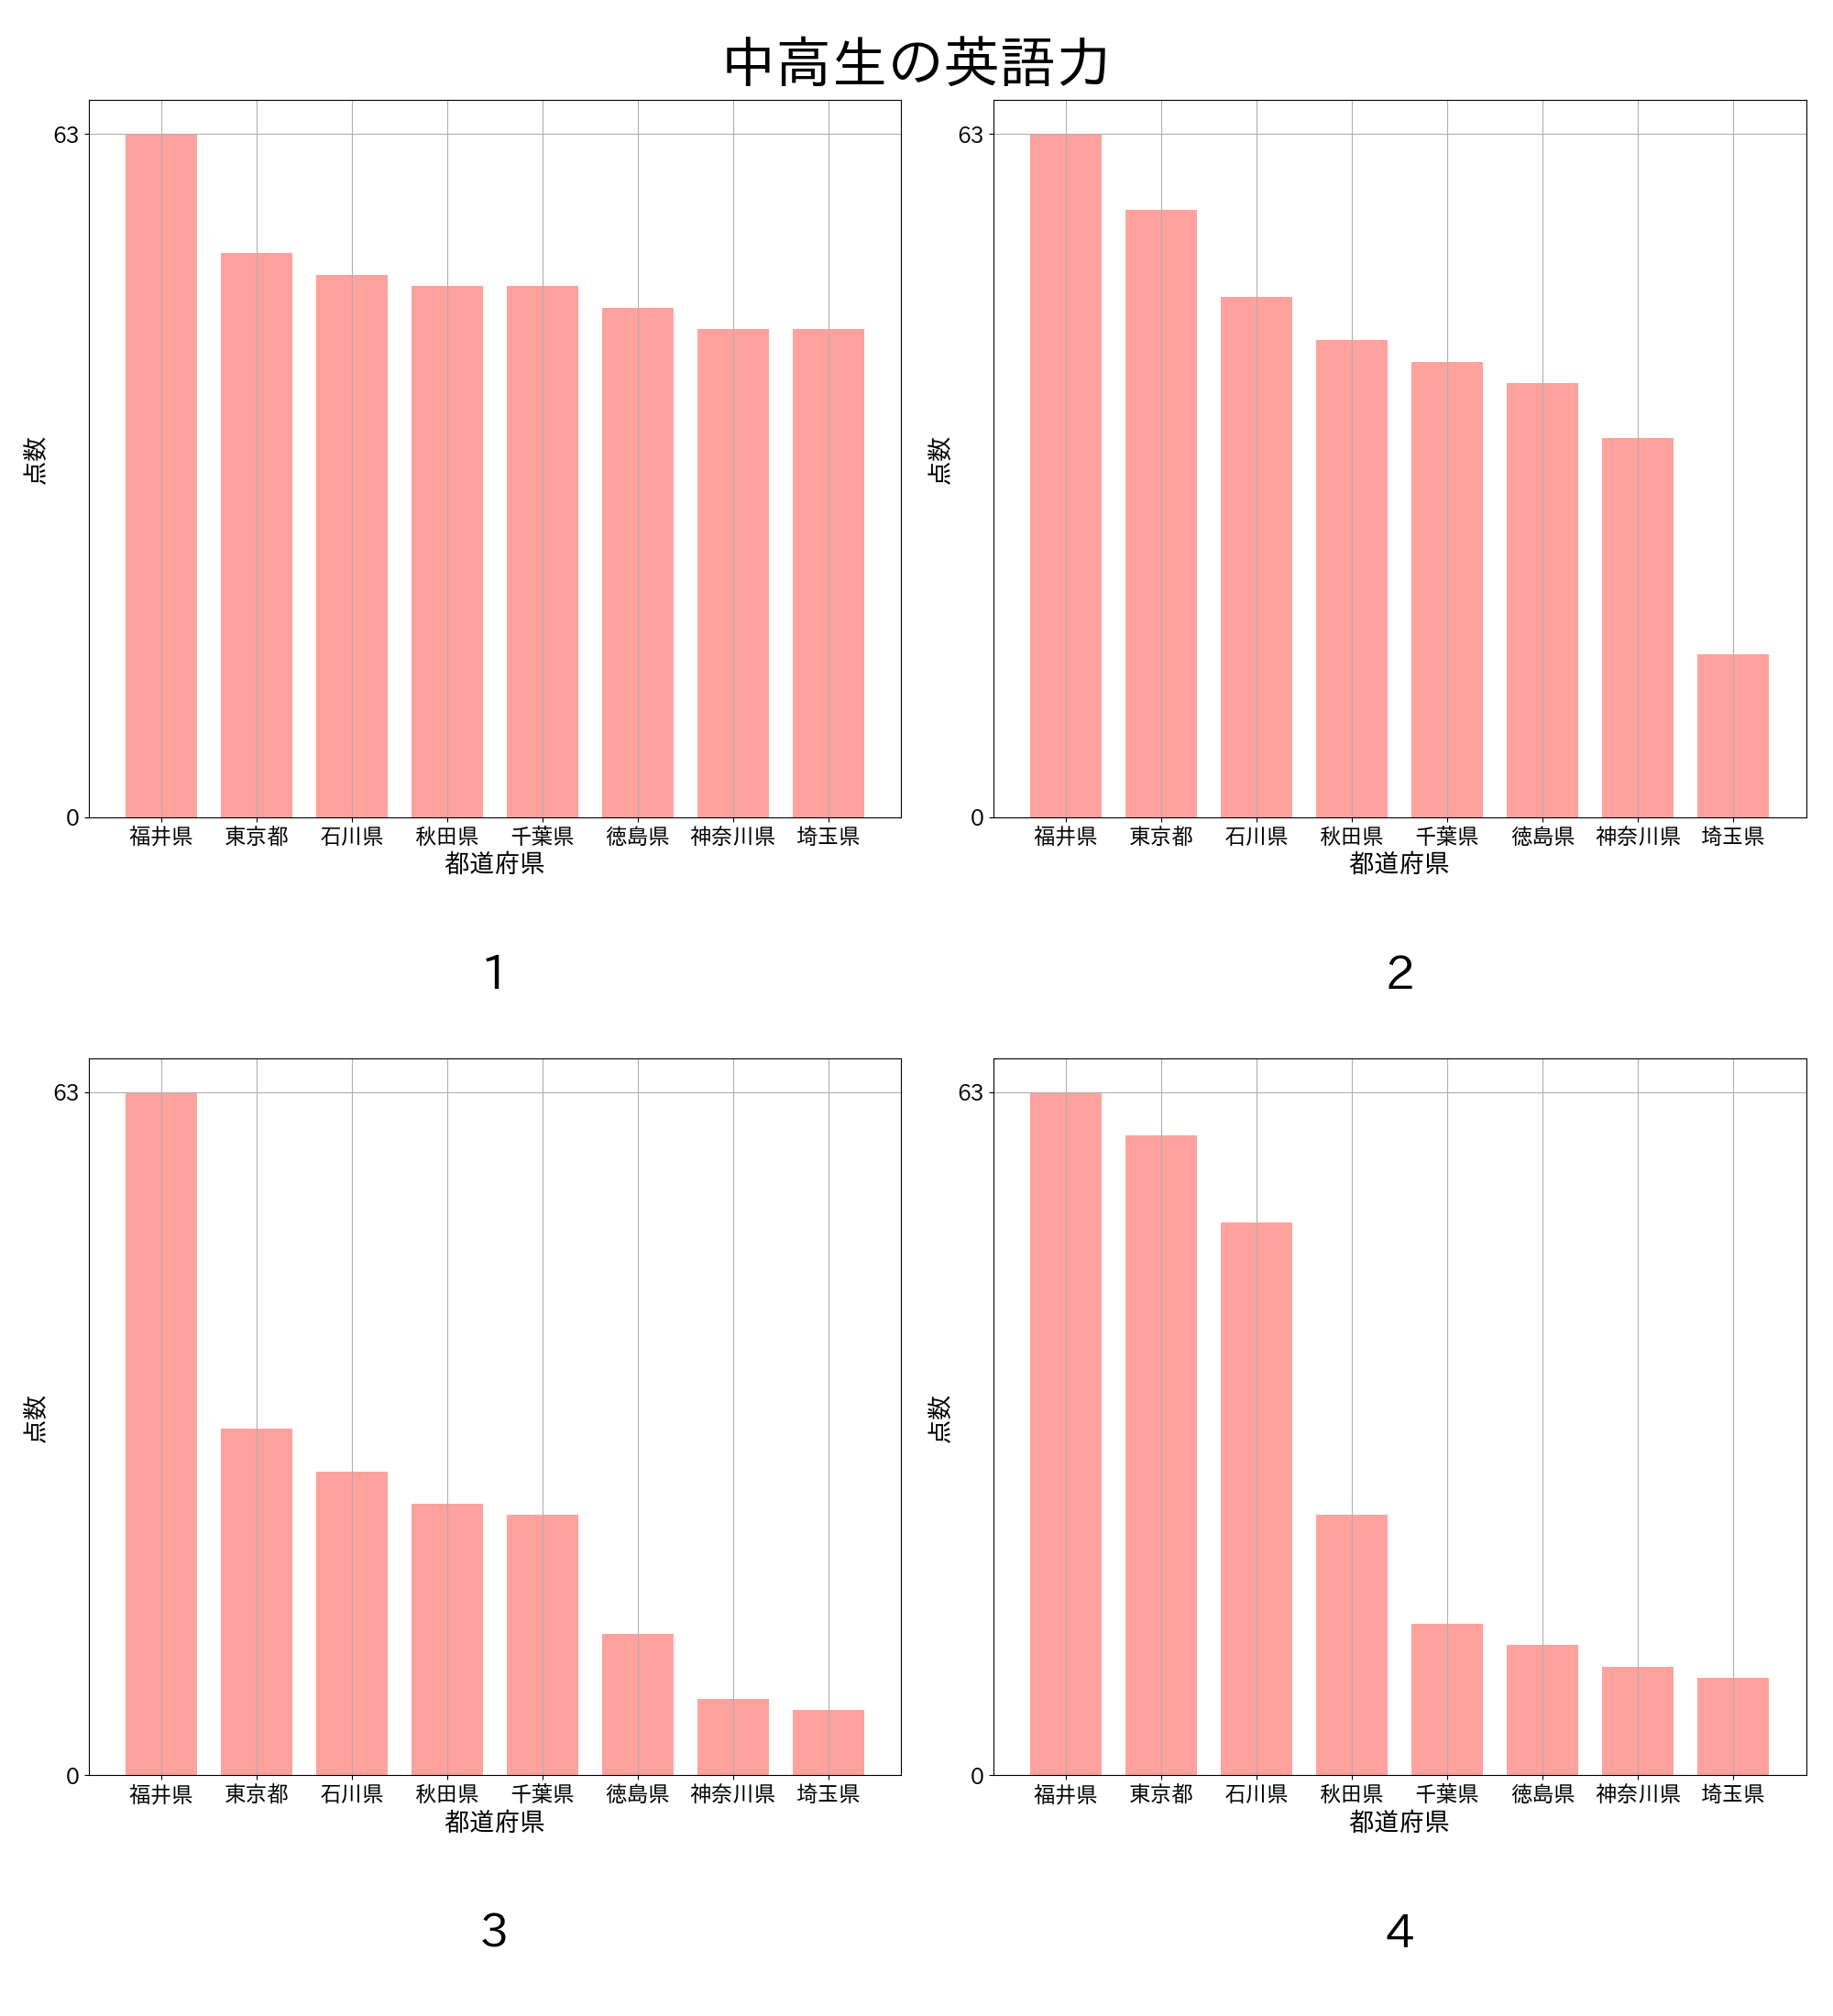 中高生の英語力
63
点数
0
福井県 東京都 石川県 秋田県 千葉県 徳島県 神奈川県 埼玉県
都道府県
1
63
点数
0
福井県 東京都 石川県 秋田県 千葉県 徳島県 神奈川県 埼玉県
都道府県
2
63
点数
0
福井県 東京都 石川県 秋田県 千葉県 徳島県 神奈川県 埼玉県
都道府県
3
63
点数
0
福井県 東京都 石川県 秋田県 千葉県 徳島県 神奈川県 埼玉県
都道府県
4